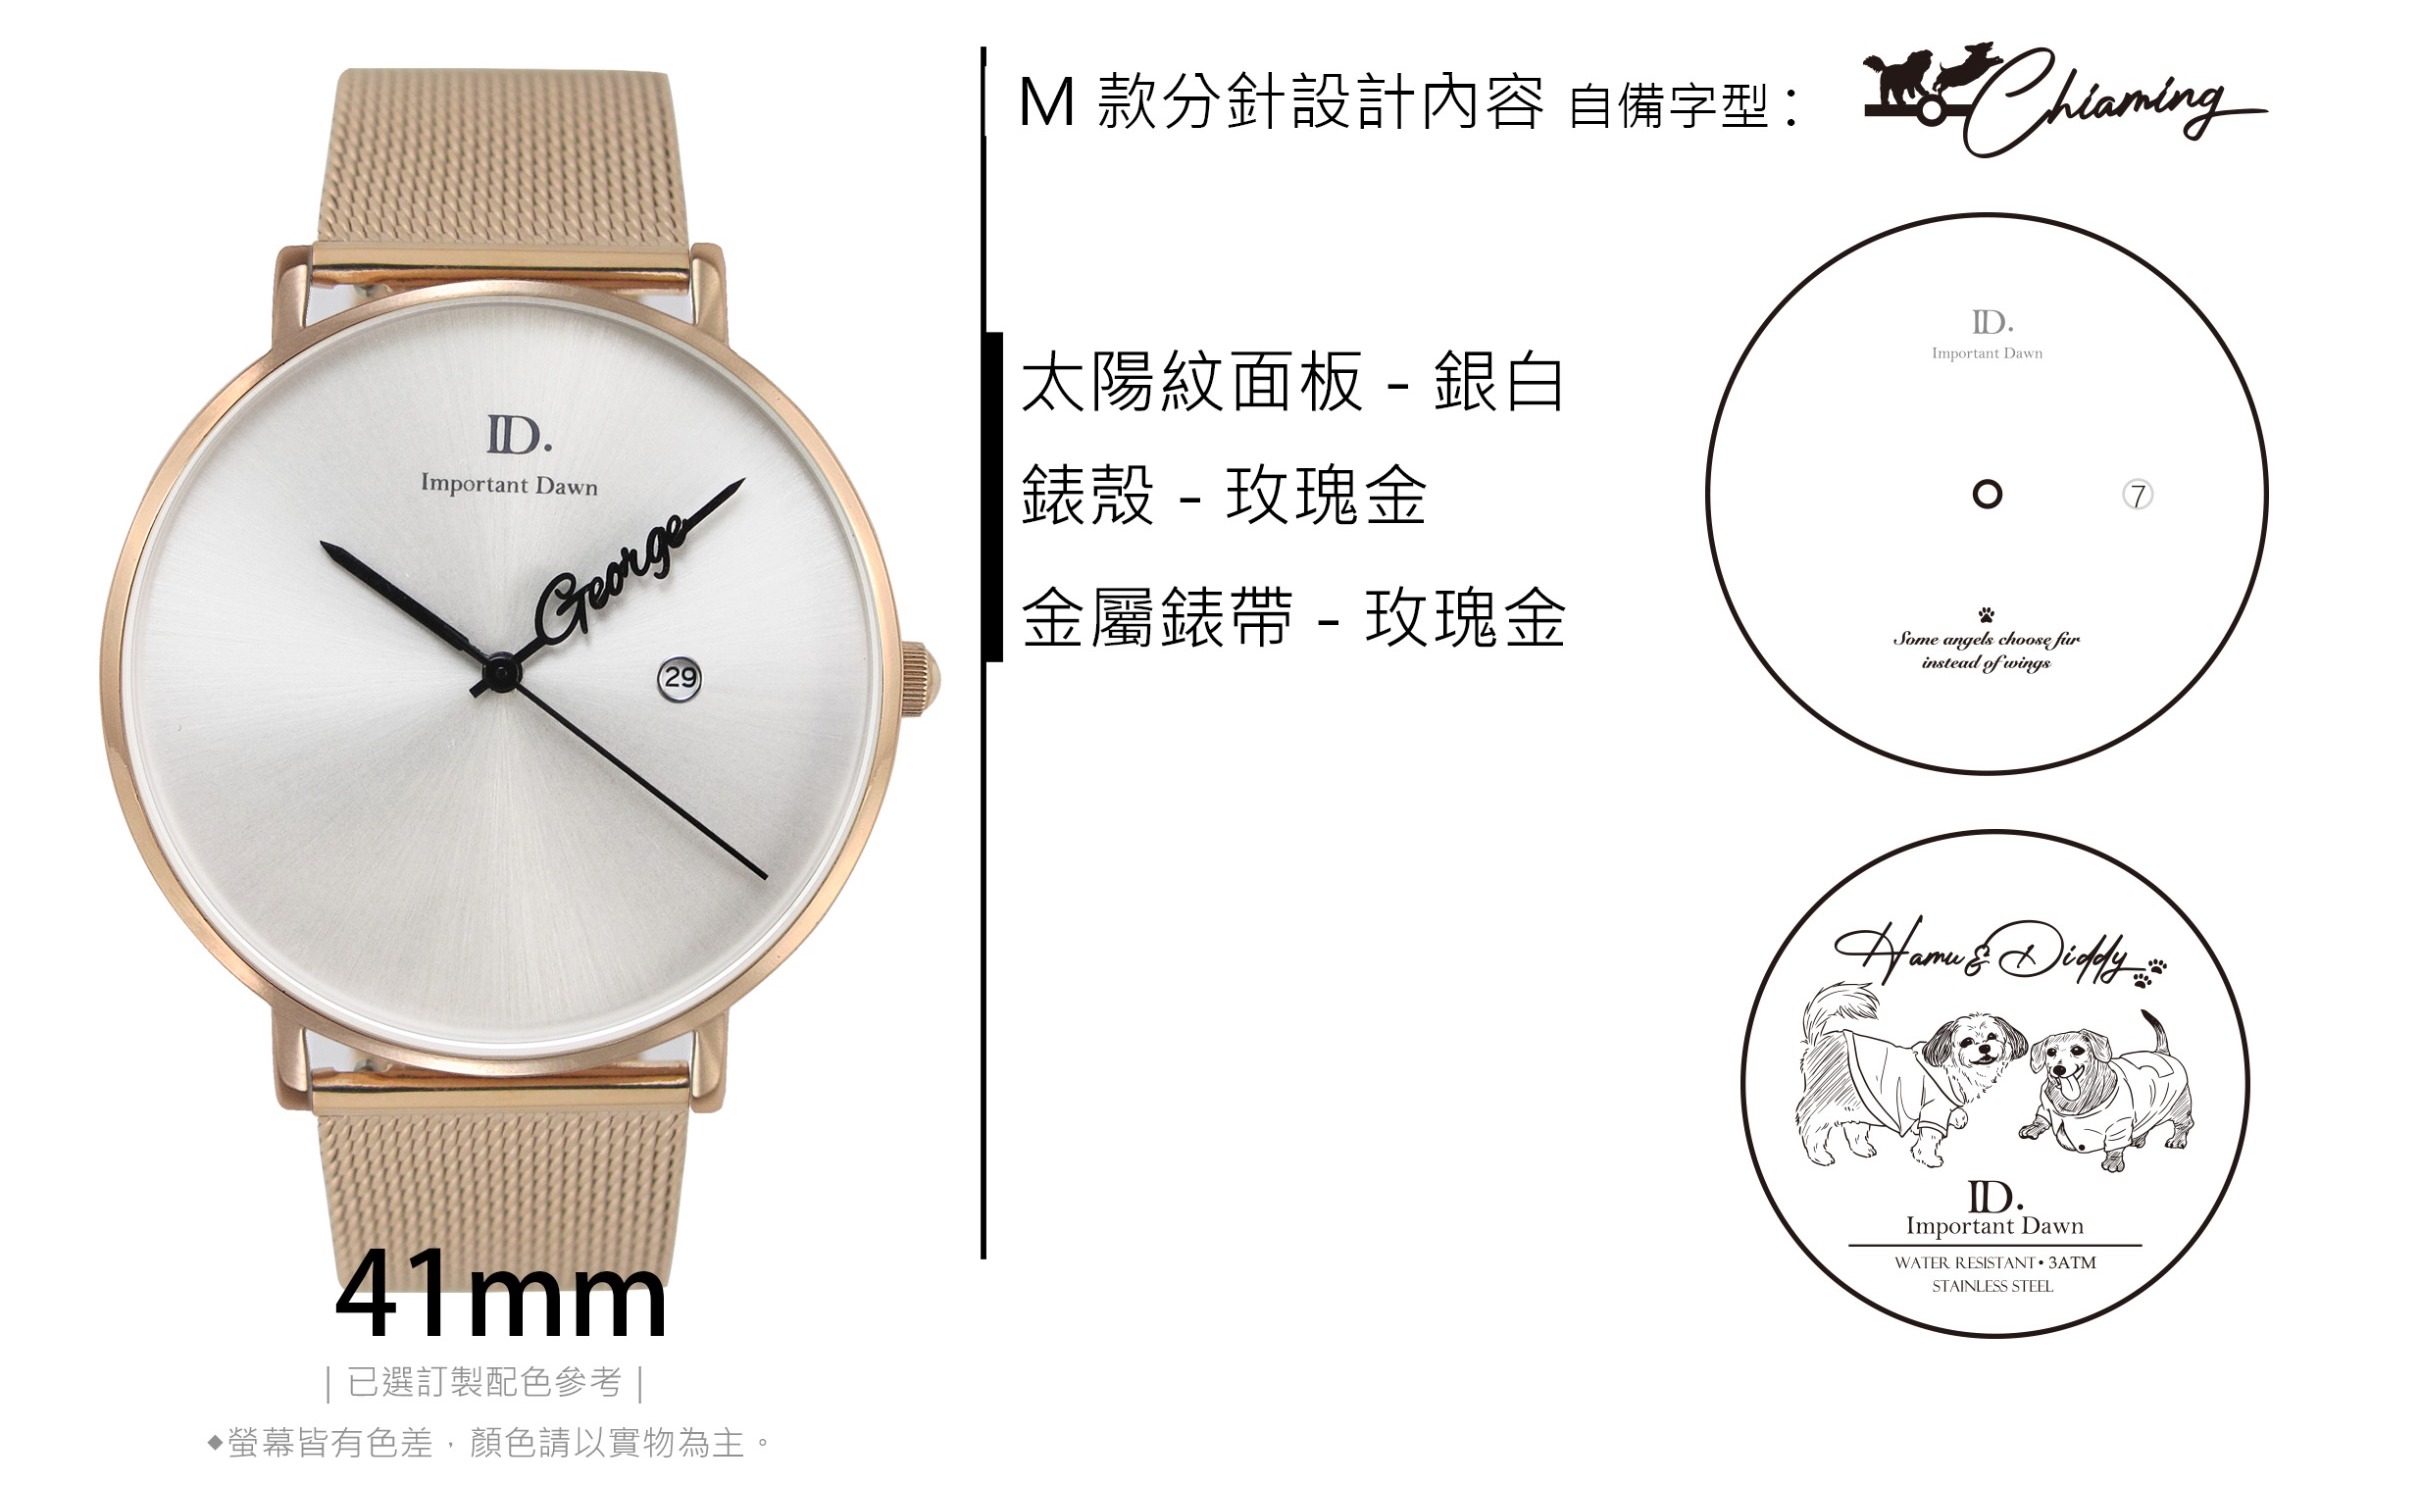 ID.
Important Dawn
George
29
41mm
| 已選訂製配色參考 |
◆螢幕皆有色差，顏色請以實物為主。
M 款分針設計內容 自備字型：
Chiaming
太陽紋面板 - 銀白
錶殼 - 玫瑰金
金屬錶帶 - 玫瑰金
ID.
Important Dawn
7
Some angels choose fur
instead of wings
Hamu & Diddy
ID.
Important Dawn
WATER RESISTANT • 3ATM
STAINLESS STEEL